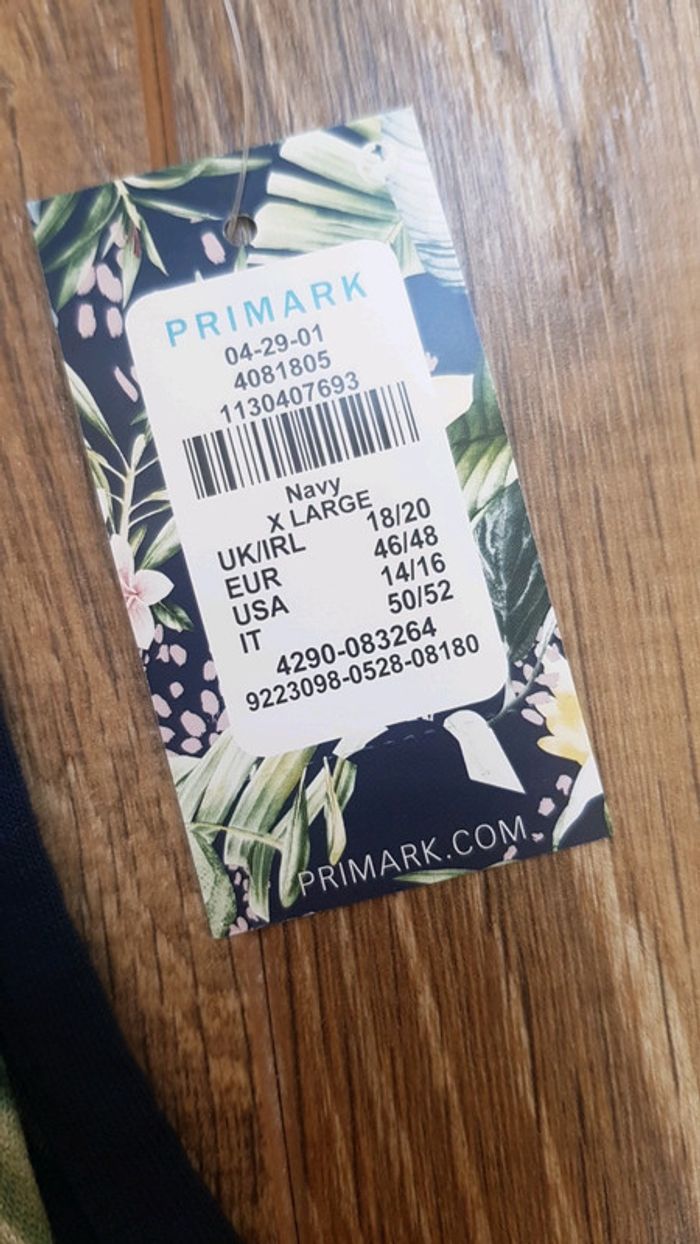 PRIMARK
04-29-01
4081805
1130407693
Navy
X LARGE
UK/IRL 18/20
EUR 46/48
USA 14/16
IT 50/52
4290-083264
9223098-0528-08180
PRIMARK.COM